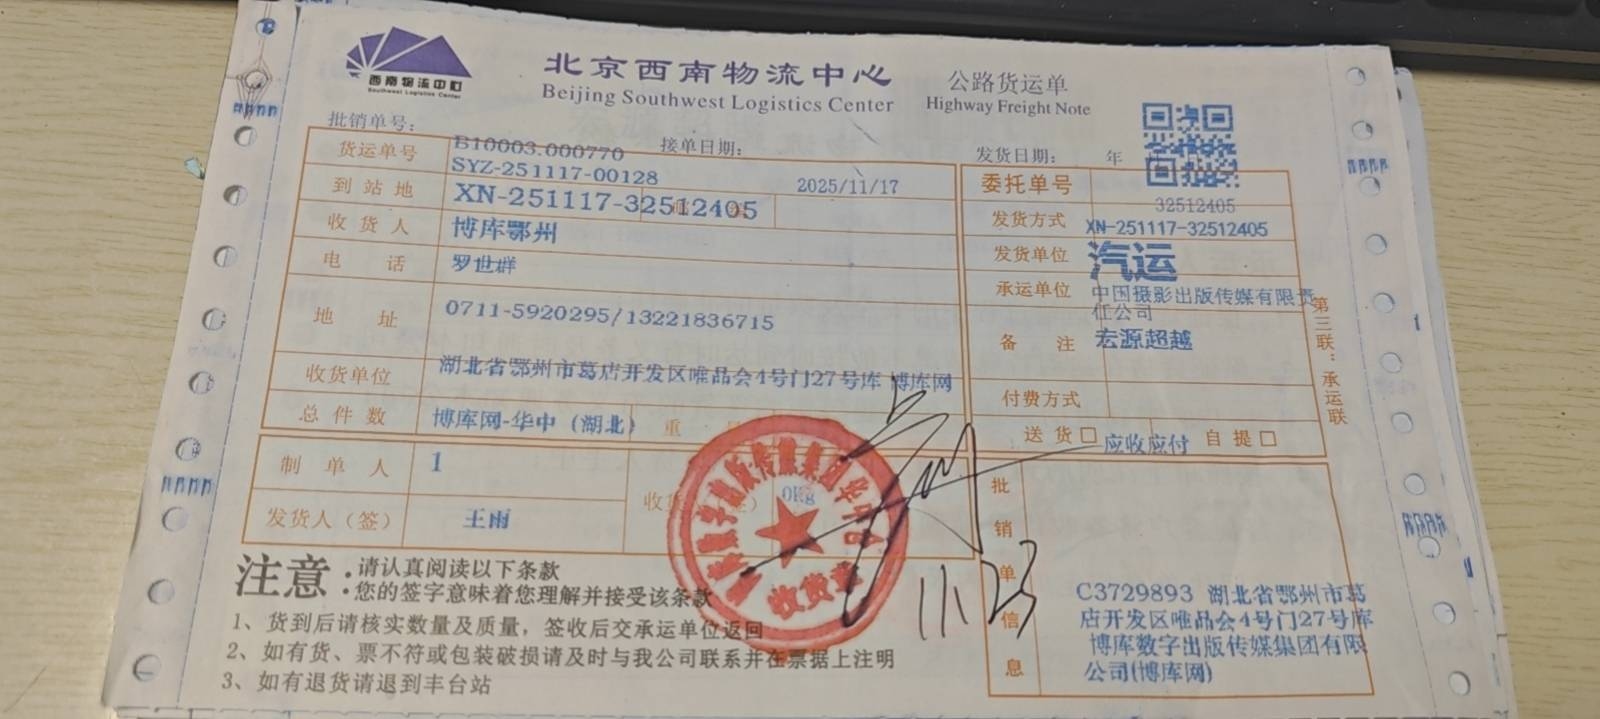 西南物流中心
Southwest Logistics Center
北京西南物流中心
Beijing Southwest Logistics Center
公路货运单
Highway Freight Note
批销单号：
B10003.000770
接单日期：
发货日期：
年
货运单号
SYZ-251117-00128
2025/11/17
委托单号
32512405
到站地
XN-251117-32512405
发货方式
XN-251117-32512405
收货人
博库鄂州
发货单位
汽运
电话
罗世群
承运单位
中国摄影出版传媒有限责
任公司
地址
0711-5920295/13221836715
备注
宏源超越
收货单位
湖北省鄂州市葛店开发区唯品会4号门27号库 博库网
付费方式
总件数
博库网-华中（湖北）
重
送货□
应收应付
自提□
制单人
1
收货
0Kg
发货人（签）
王雨
收货章
11.23
批销单信息
C3729893 湖北省鄂州市葛
店开发区唯品会4号门27号库
博库数字出版传媒集团有限
公司(博库网)
第三联：承运联
注意：
请认真阅读以下条款
您的签字意味着您理解并接受该条款
1、货到后请核实数量及质量，签收后交承运单位返回
2、如有货、票不符或包装破损请及时与我公司联系并在票据上注明
3、如有退货请退到丰台站